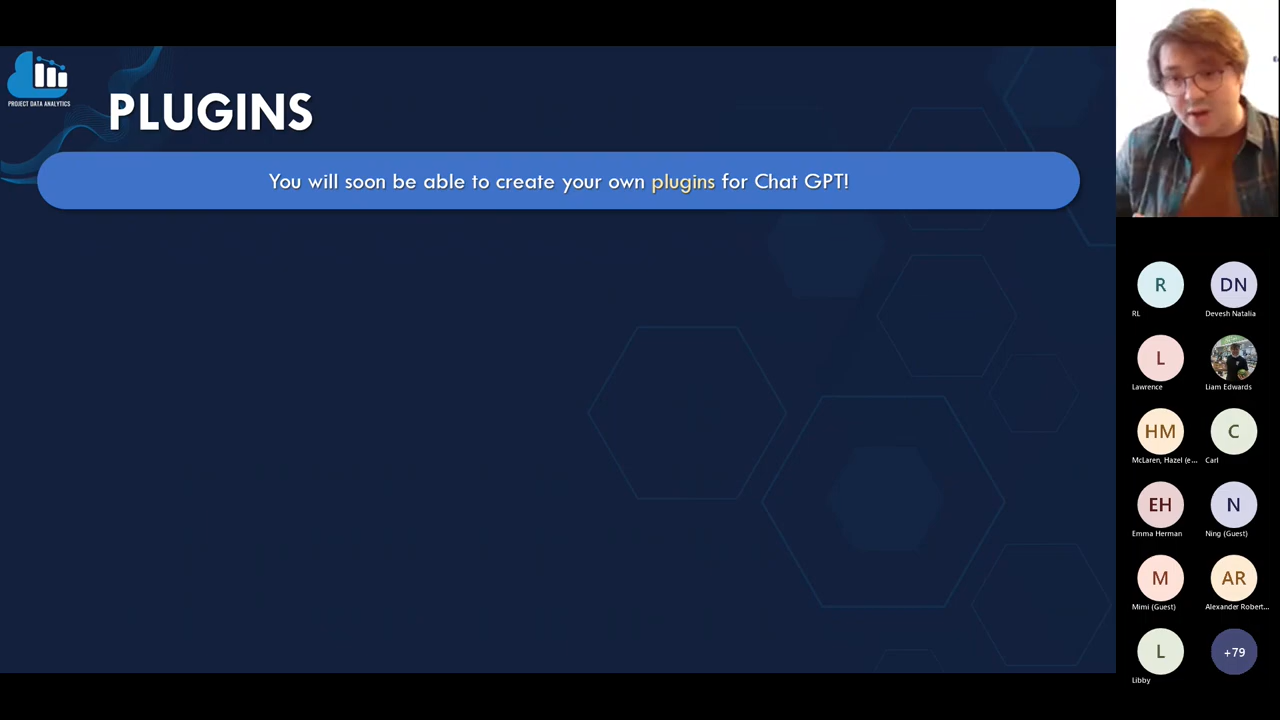 PROJECT DATA ANALYTICS
PLUGINS
You will soon be able to create your own plugins for Chat GPT!
R
RL
DN
Devesh Natalia
L
Lawrence
Liam Edwards
HM
McLaren, Hazel (e...
C
Carl
EH
Emma Herman
N
Ning (Guest)
M
Mimi (Guest)
AR
Alexander Robert...
L
Libby
+79